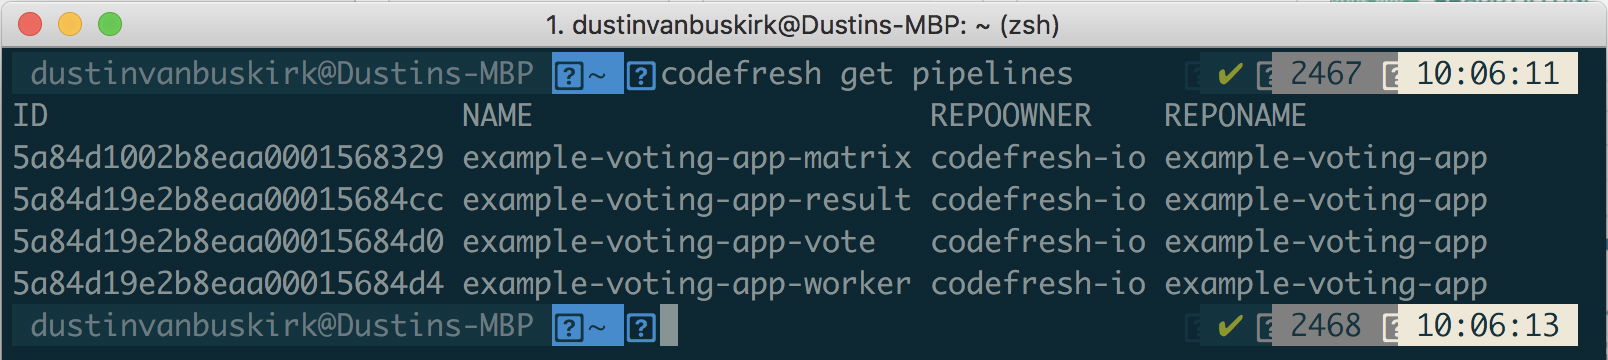 1. dustinvanbuskirk@Dustins-MBP: ~ (zsh)
dustinvanbuskirk@Dustins-MBP ? ~ ? codefresh get pipelines ? ✔ ? 2467 ? 10:06:11
ID NAME REPOOWNER REPONAME
5a84d1002b8eaa0001568329 example-voting-app-matrix codefresh-io example-voting-app
5a84d19e2b8eaa00015684cc example-voting-app-result codefresh-io example-voting-app
5a84d19e2b8eaa00015684d0 example-voting-app-vote codefresh-io example-voting-app
5a84d19e2b8eaa00015684d4 example-voting-app-worker codefresh-io example-voting-app
dustinvanbuskirk@Dustins-MBP ? ~ ? ? ✔ ? 2468 ? 10:06:13